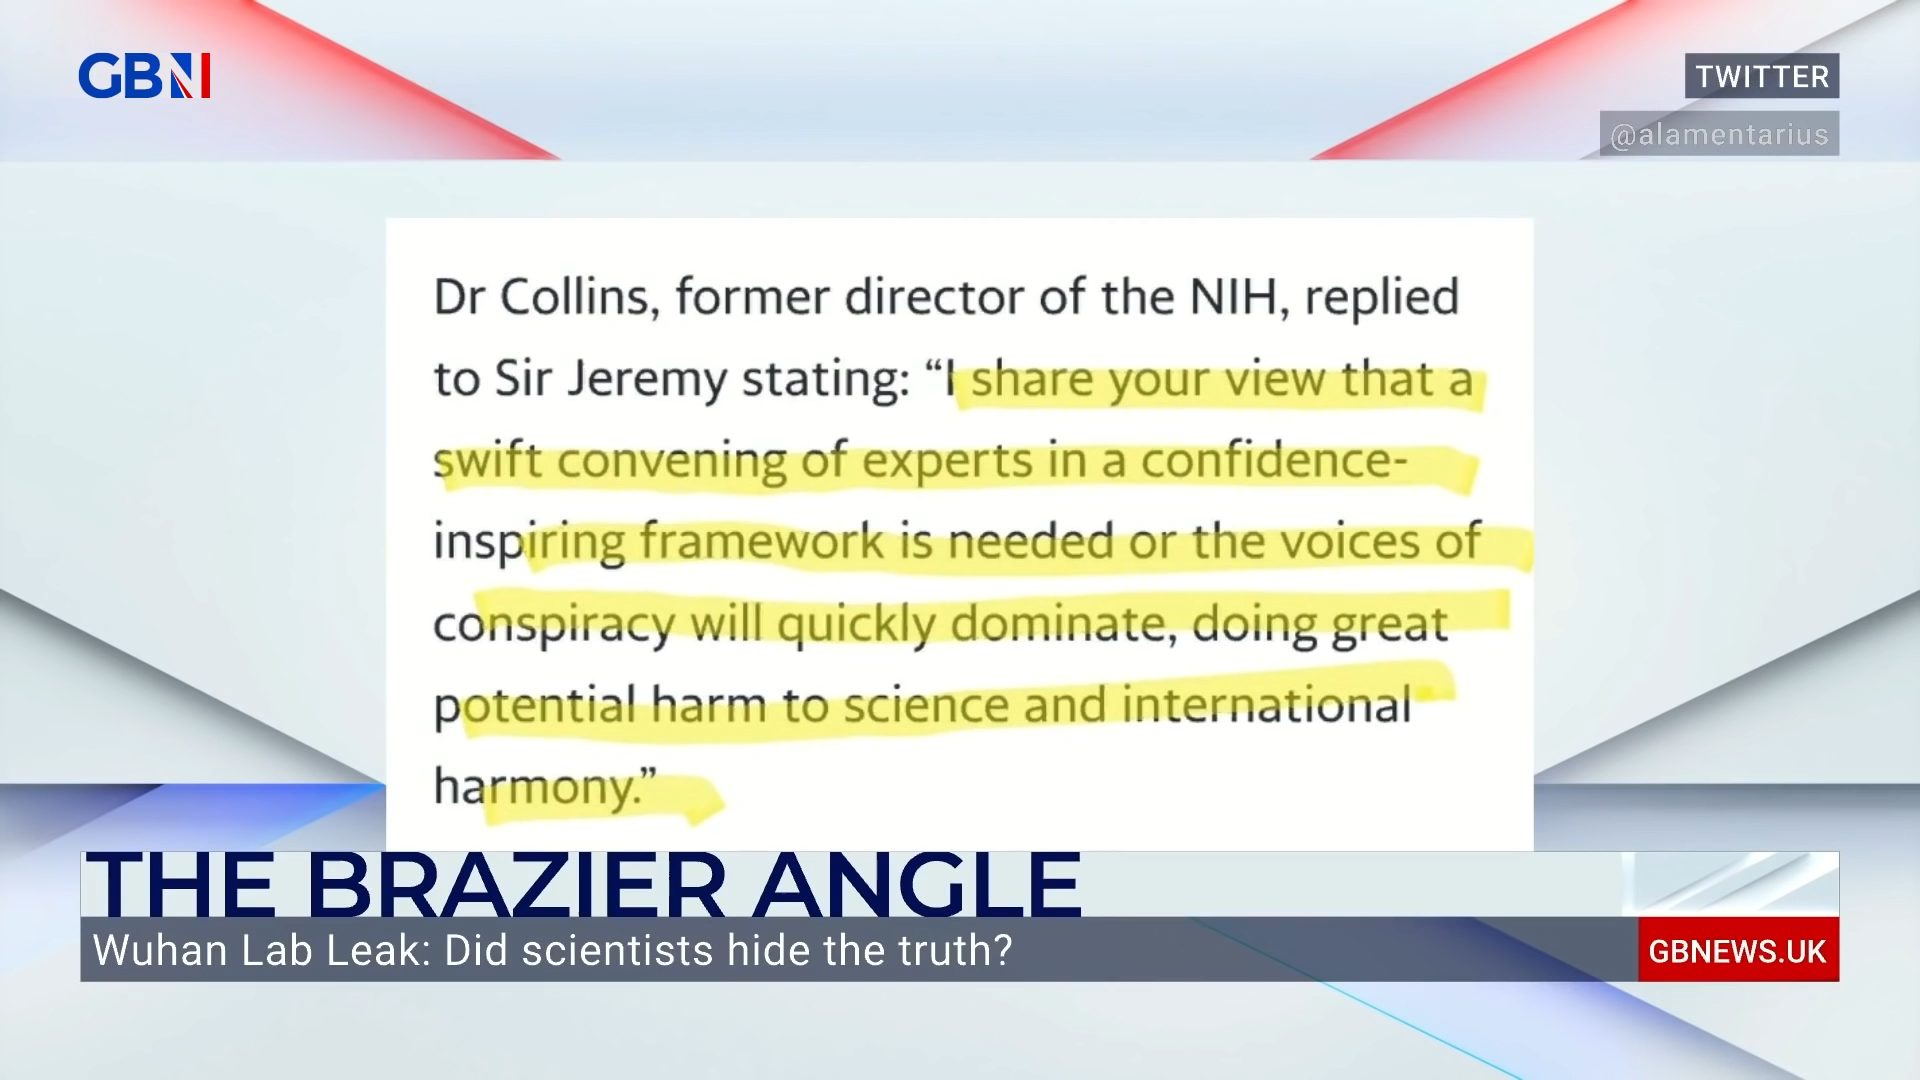 GBN
TWITTER
@alamentarius
Dr Collins, former director of the NIH, replied
to Sir Jeremy stating: “I share your view that a
swift convening of experts in a confidence-
inspiring framework is needed or the voices of
conspiracy will quickly dominate, doing great
potential harm to science and international
harmony.”
THE BRAZIER ANGLE
Wuhan Lab Leak: Did scientists hide the truth?
GBNEWS.UK